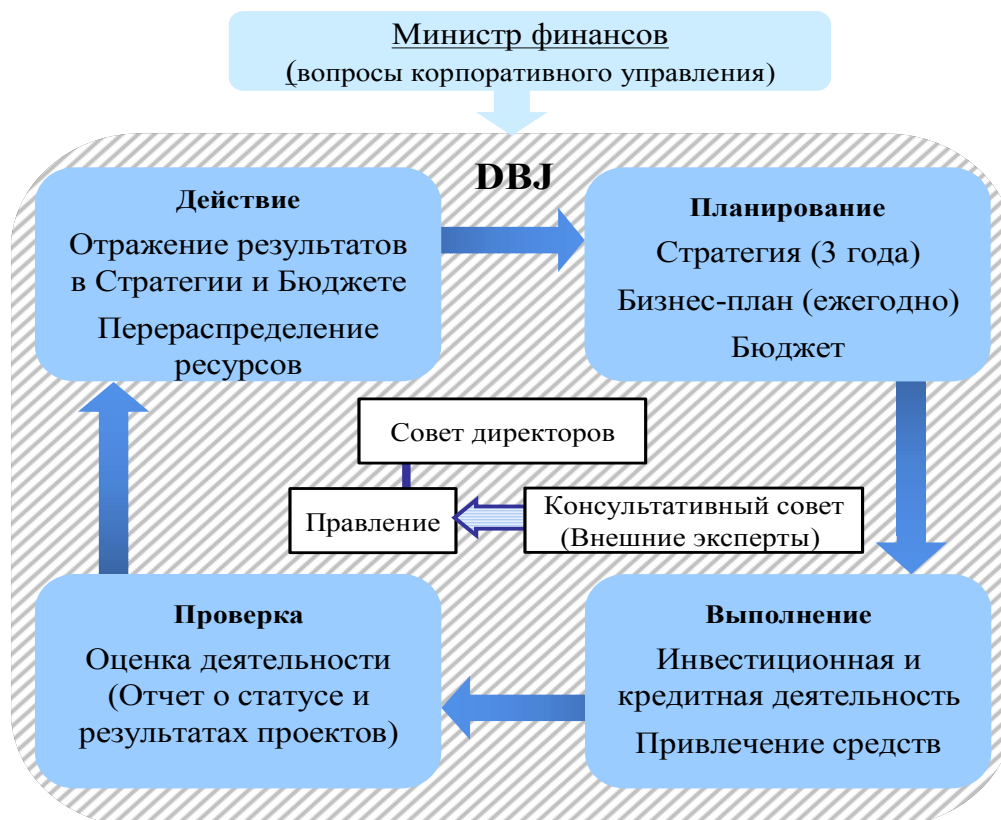 Министр финансов
(вопросы корпоративного управления)
DBJ
Действие
Отражение результатов
в Стратегии и Бюджете
Перераспределение
ресурсов
Планирование
Стратегия (3 года)
Бизнес-план (ежегодно)
Бюджет
Совет директоров
Правление
Консультативный совет
(Внешние эксперты)
Проверка
Оценка деятельности
(Отчет о статусе и
результатах проектов)
Выполнение
Инвестиционная и
кредитная деятельность
Привлечение средств